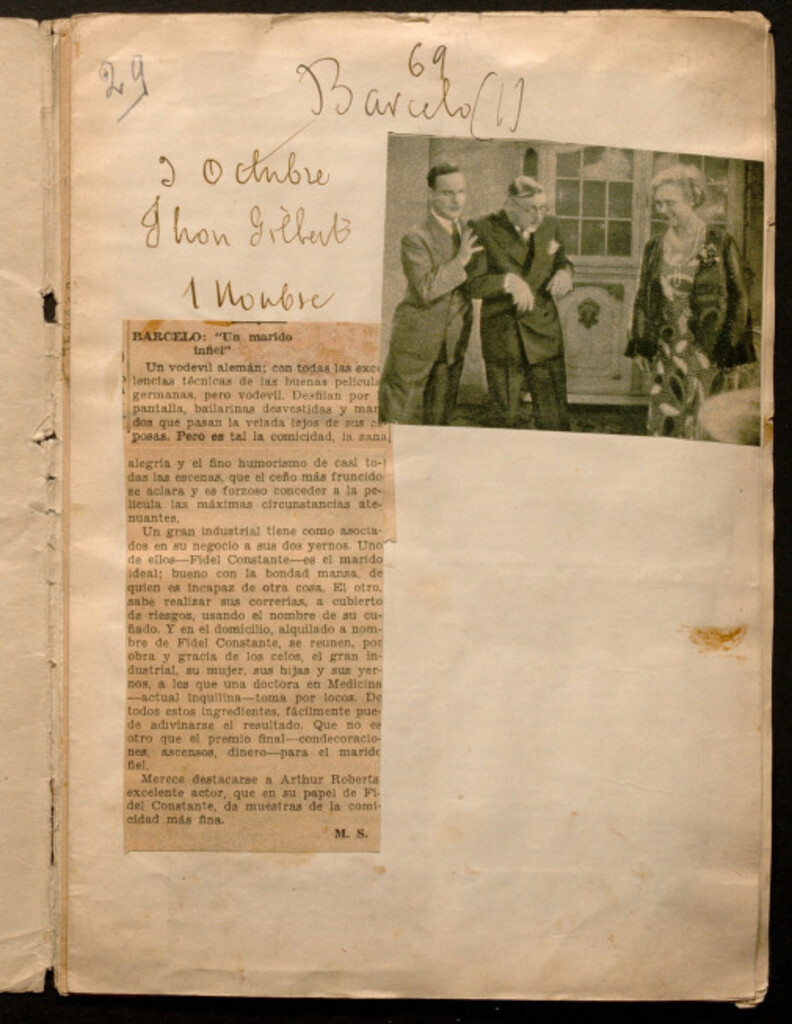 29
69
Barcelo (1)
Octubre
Jhon Gilbert
1 Novbre
BARCELO: "Un marido
infiel"
Un vodevil alemán; con todas las exce
lencias técnicas de las buenas película
germanas, pero vodevil. Desfilan por
pantalla, bailarinas desvestidas y mar
dos que pasan la velada lejos de sus es
posas. Pero es tal la comicidad, la sana
alegría y el fino humorismo de casi to-
das las escenas, que el ceño más fruncido
se aclara y es forzoso conceder a la pe-
lícula las máximas circunstancias ate-
nuantes.
Un gran industrial tiene como asocia-
dos en su negocio a sus dos yernos. Uno
de ellos—Fidel Constante—es el marido
ideal; bueno con la bondad mansa, de
quien es incapaz de otra cosa. El otro,
sabe realizar sus correrías, a cubierto
de riesgos, usando el nombre de su cu-
ñado. Y en el domicilio, alquilado a nom-
bre de Fidel Constante, se reunen, por
obra y gracia de los celos, el gran in-
dustrial, su mujer, sus hijas y sus yer-
nos, a los que una doctora en Medicina
—actual inquilina—toma por locos. De
todos estos ingredientes, fácilmente pue-
de adivinarse el resultado. Que no es
otro que el premio final—condecoracio-
nes, ascensos, dinero—para el marido
fiel.
Merece destacarse a Arthur Roberts
excelente actor, que en su papel de Fi-
del Constante, da muestras de la comi-
cidad más fina.
M. S.